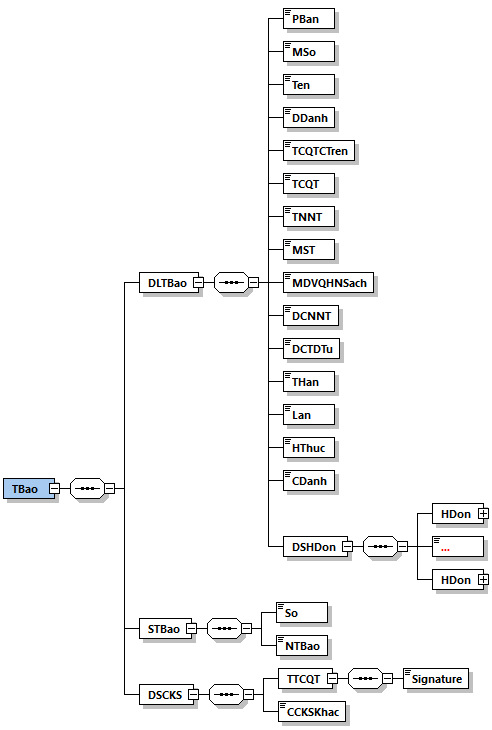 PBan
MSo
Ten
DDanh
TCQTCTren
TCQT
TNNT
MST
DLTBao
MDVQHNSach
DCNNT
DCTDTu
THan
Lan
HThuc
CDanh
TBao
HDon
DSHDon
...
HDon
So
STBao
NTBao
TTCQT
Signature
DSCKS
CCKSKhac